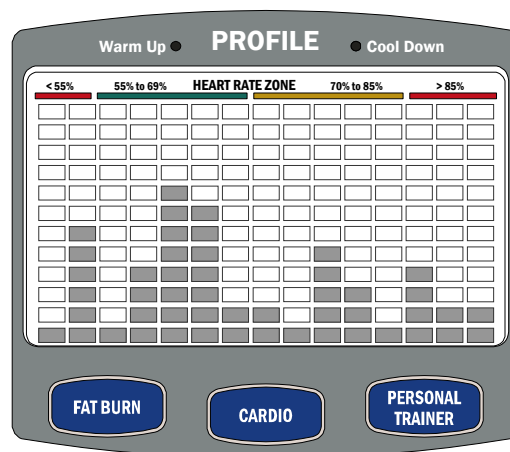 Warm Up PROFILE Cool Down
< 55% 55% to 69% HEART RATE ZONE 70% to 85% > 85%
FAT BURN
CARDIO
PERSONAL
TRAINER